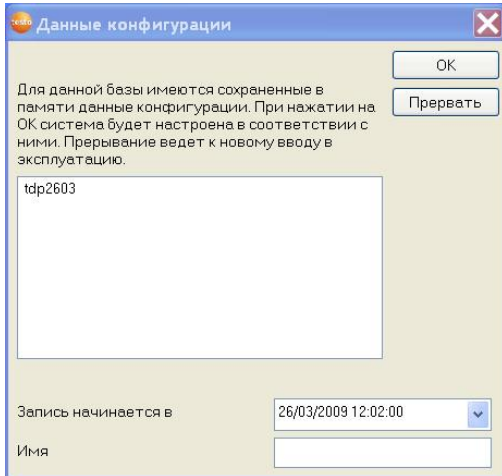 testo Данные конфигурации
ОК
Прервать
Для данной базы имеются сохраненные в
памяти данные конфигурации. При нажатии на
ОК система будет настроена в соответствии с
ними. Прерывание ведет к новому вводу в
эксплуатацию.
tdp2603
Запись начинается в
26/03/2009 12:02:00
Имя